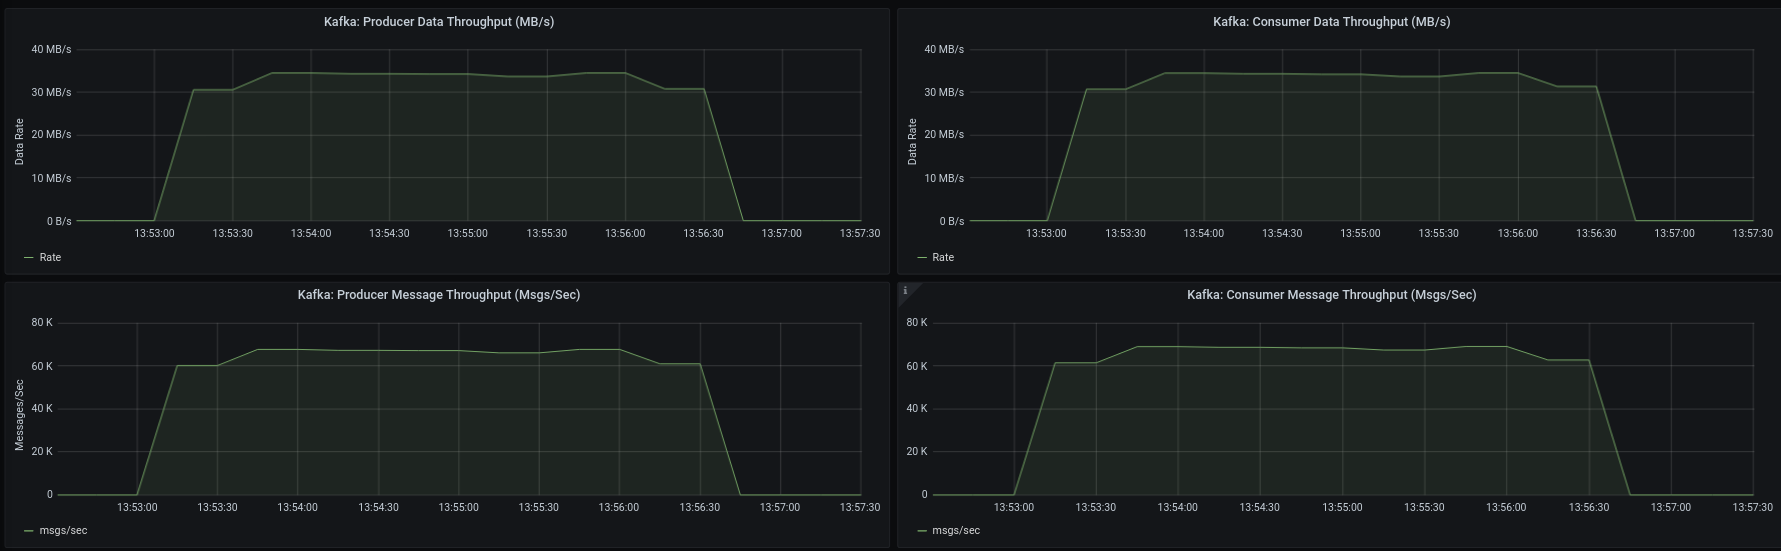 Kafka: Producer Data Throughput (MB/s)
40 MB/s
30 MB/s
20 MB/s
10 MB/s
0 B/s
Data Rate
13:53:00 13:53:30 13:54:00 13:54:30 13:55:00 13:55:30 13:56:00 13:56:30 13:57:00 13:57:30
Rate
Kafka: Consumer Data Throughput (MB/s)
40 MB/s
30 MB/s
20 MB/s
10 MB/s
0 B/s
Data Rate
13:53:00 13:53:30 13:54:00 13:54:30 13:55:00 13:55:30 13:56:00 13:56:30 13:57:00 13:57:30
Rate
Kafka: Producer Message Throughput (Msgs/Sec)
80 K
60 K
40 K
20 K
0
Messages/Sec
13:53:00 13:53:30 13:54:00 13:54:30 13:55:00 13:55:30 13:56:00 13:56:30 13:57:00 13:57:30
msgs/sec
i
Kafka: Consumer Message Throughput (Msgs/Sec)
80 K
60 K
40 K
20 K
0
13:53:00 13:53:30 13:54:00 13:54:30 13:55:00 13:55:30 13:56:00 13:56:30 13:57:00 13:57:30
msgs/sec